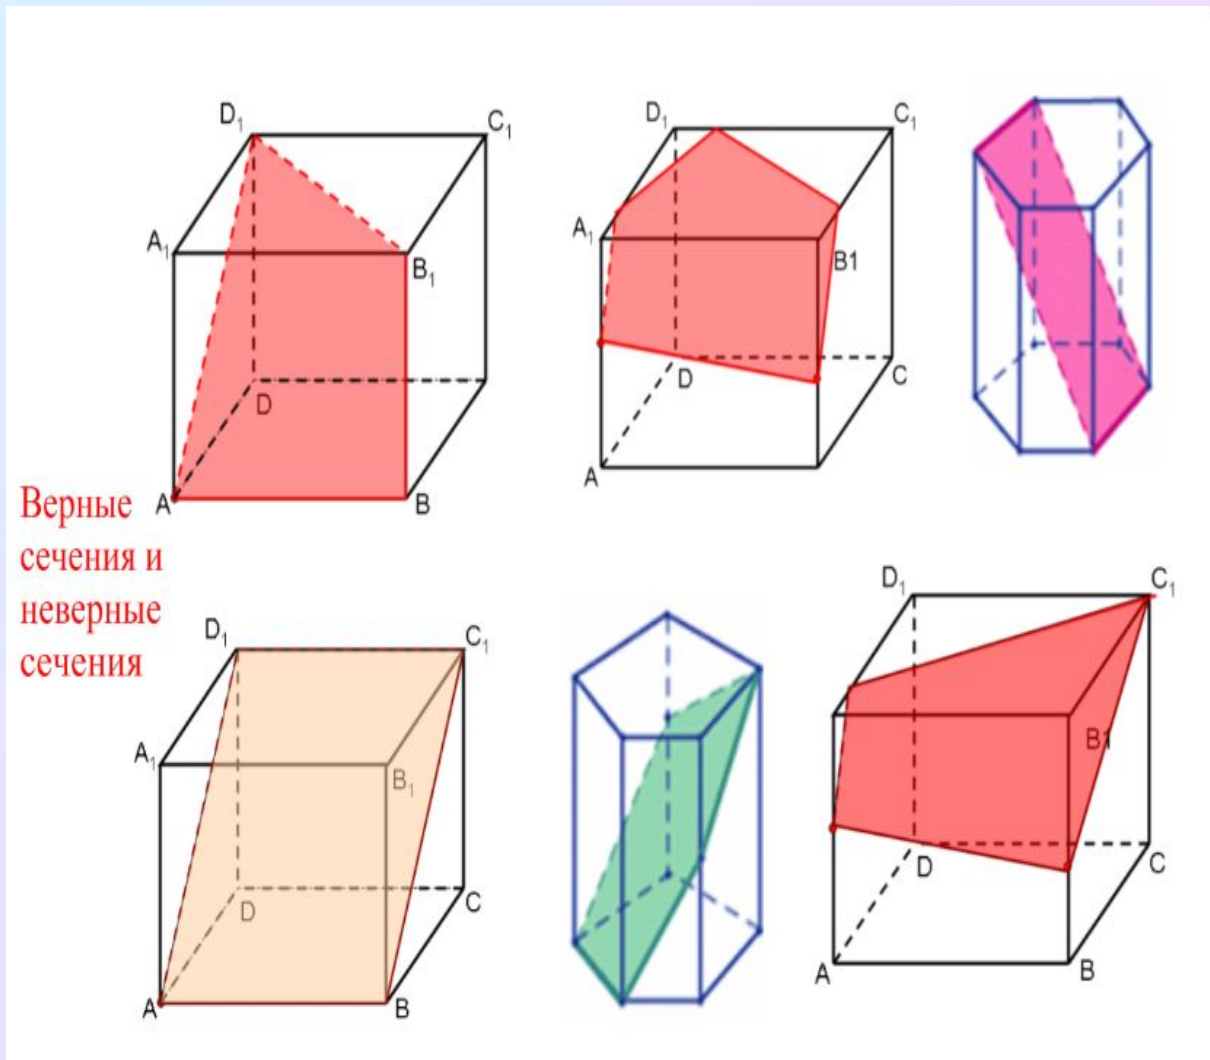 D₁
C₁
A₁
B₁
D
A
B
D₁
C₁
A₁
B1
D
C
A
Верные
сечения и
неверные
сечения
D₁
C₁
A₁
B₁
D
C
A
B
D₁
C₁
B1
D
C
A
B